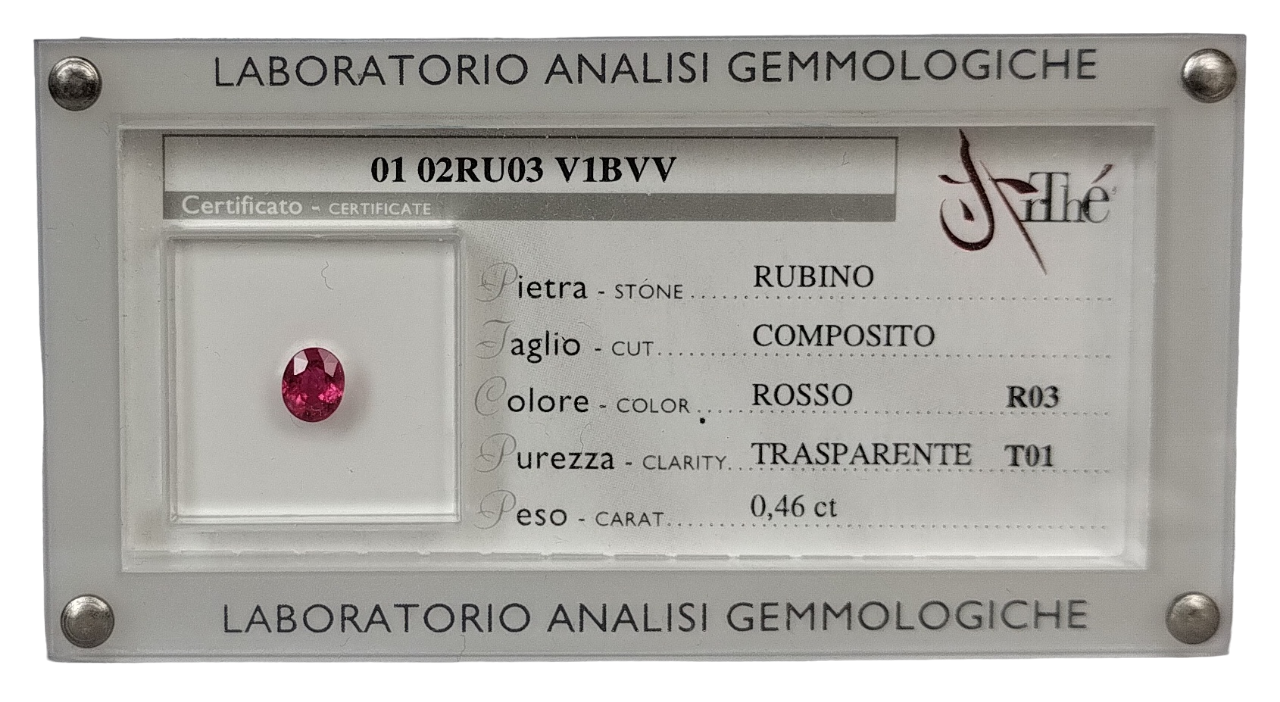 LABORATORIO ANALISI GEMMOLOGICHE
01 02RU03 V1BVV
Certificato - CERTIFICATE
ArThé
Pietra - STONE RUBINO
Taglio - CUT COMPOSITO
Colore - COLOR ROSSO R03
Purezza - CLARITY TRASPARENTE T01
Peso - CARAT 0,46 ct
LABORATORIO ANALISI GEMMOLOGICHE